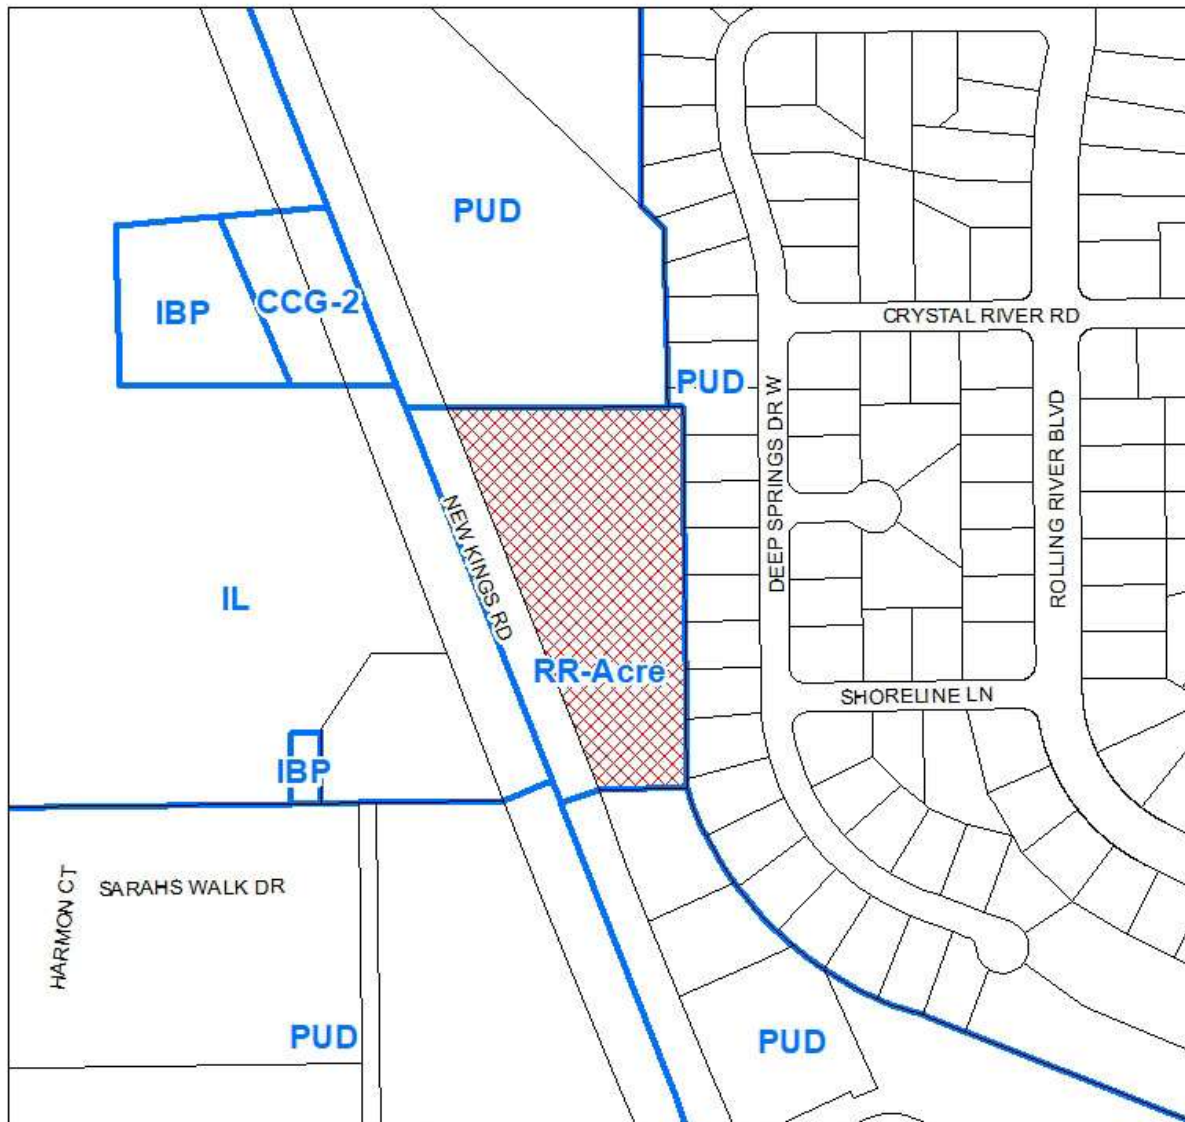 PUD
IBP
CCG-2
CRYSTAL RIVER RD
PUD
DEEP SPRINGS DR W
ROLLING RIVER BLVD
NEW KINGS RD
IL
RR-Acre
SHORELINE LN
IBP
SARAHS WALK DR
HARMON CT
PUD
PUD